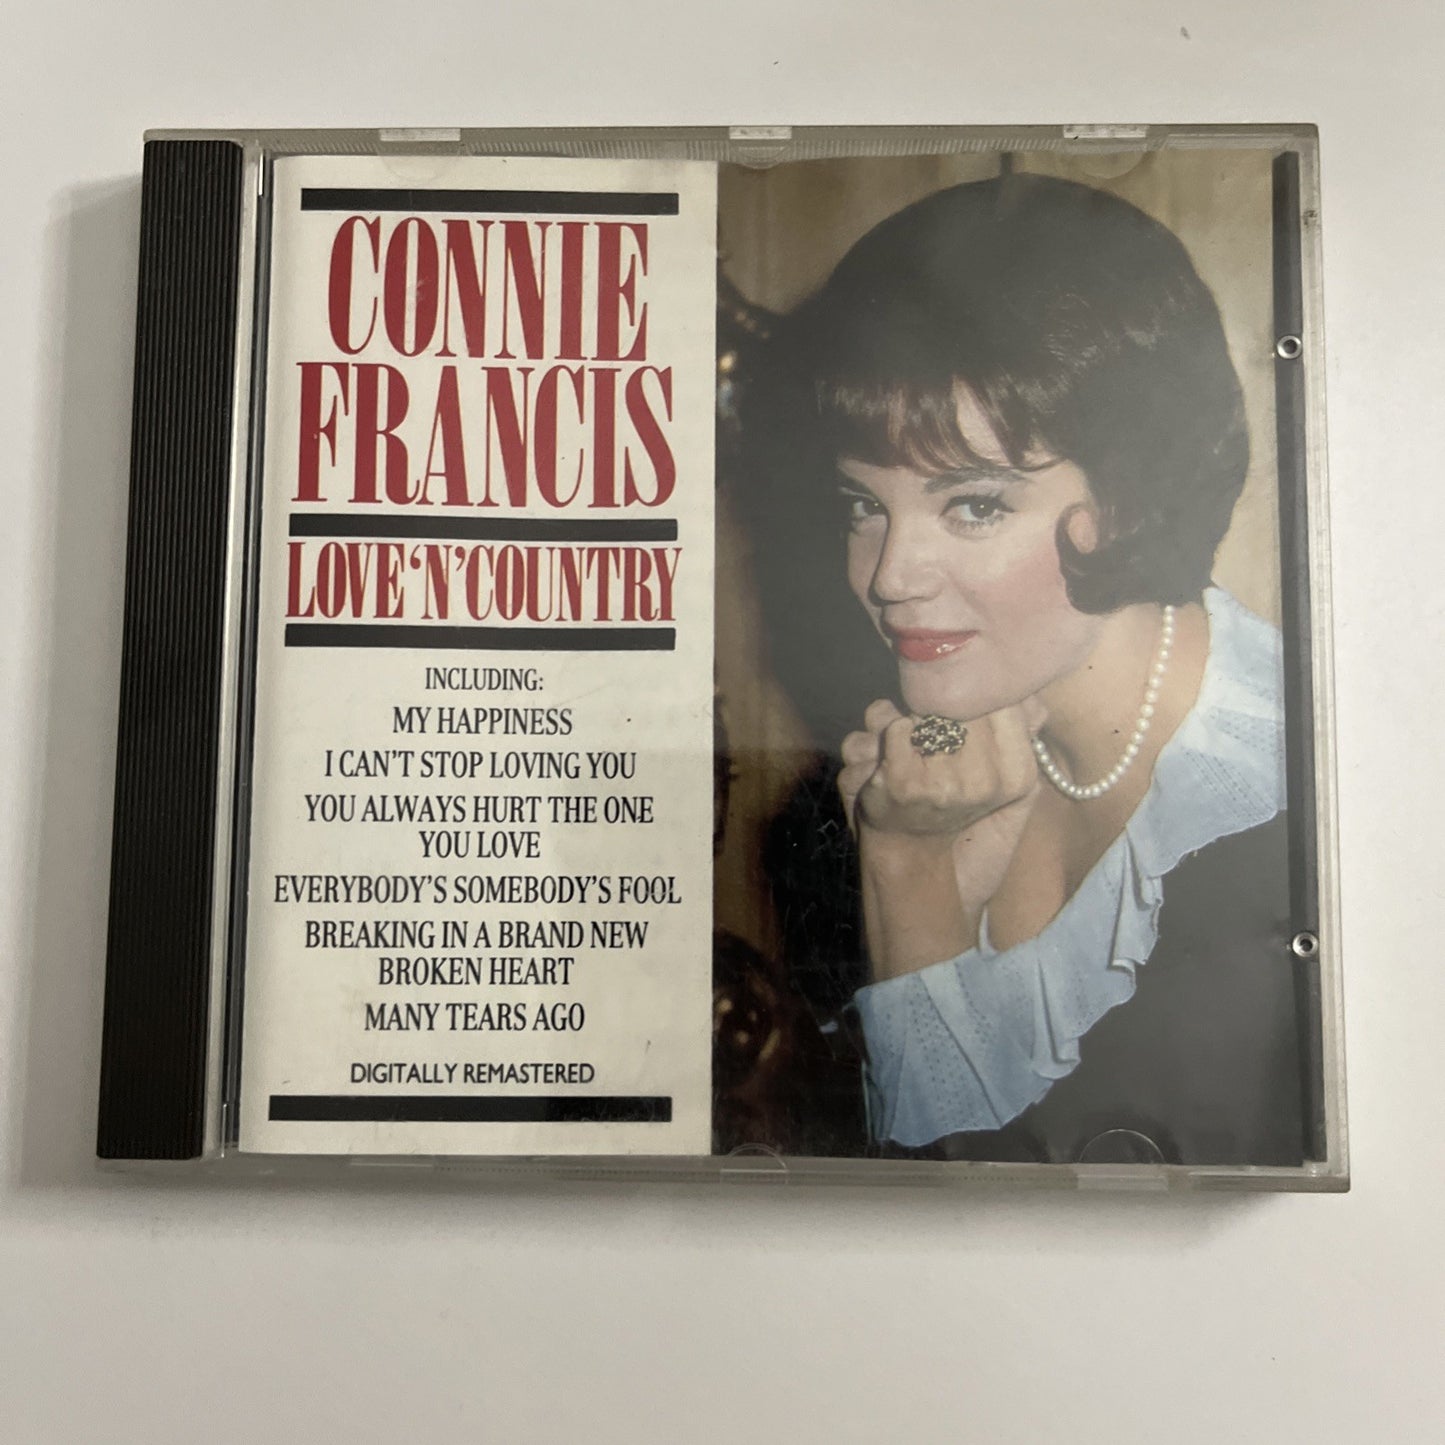 CONNIE
FRANCIS
LOVE‘N’COUNTRY
INCLUDING:
MY HAPPINESS
I CAN’T STOP LOVING YOU
YOU ALWAYS HURT THE ONE
YOU LOVE
EVERYBODY’S SOMEBODY’S FOOL
BREAKING IN A BRAND NEW
BROKEN HEART
MANY TEARS AGO
DIGITALLY REMASTERED